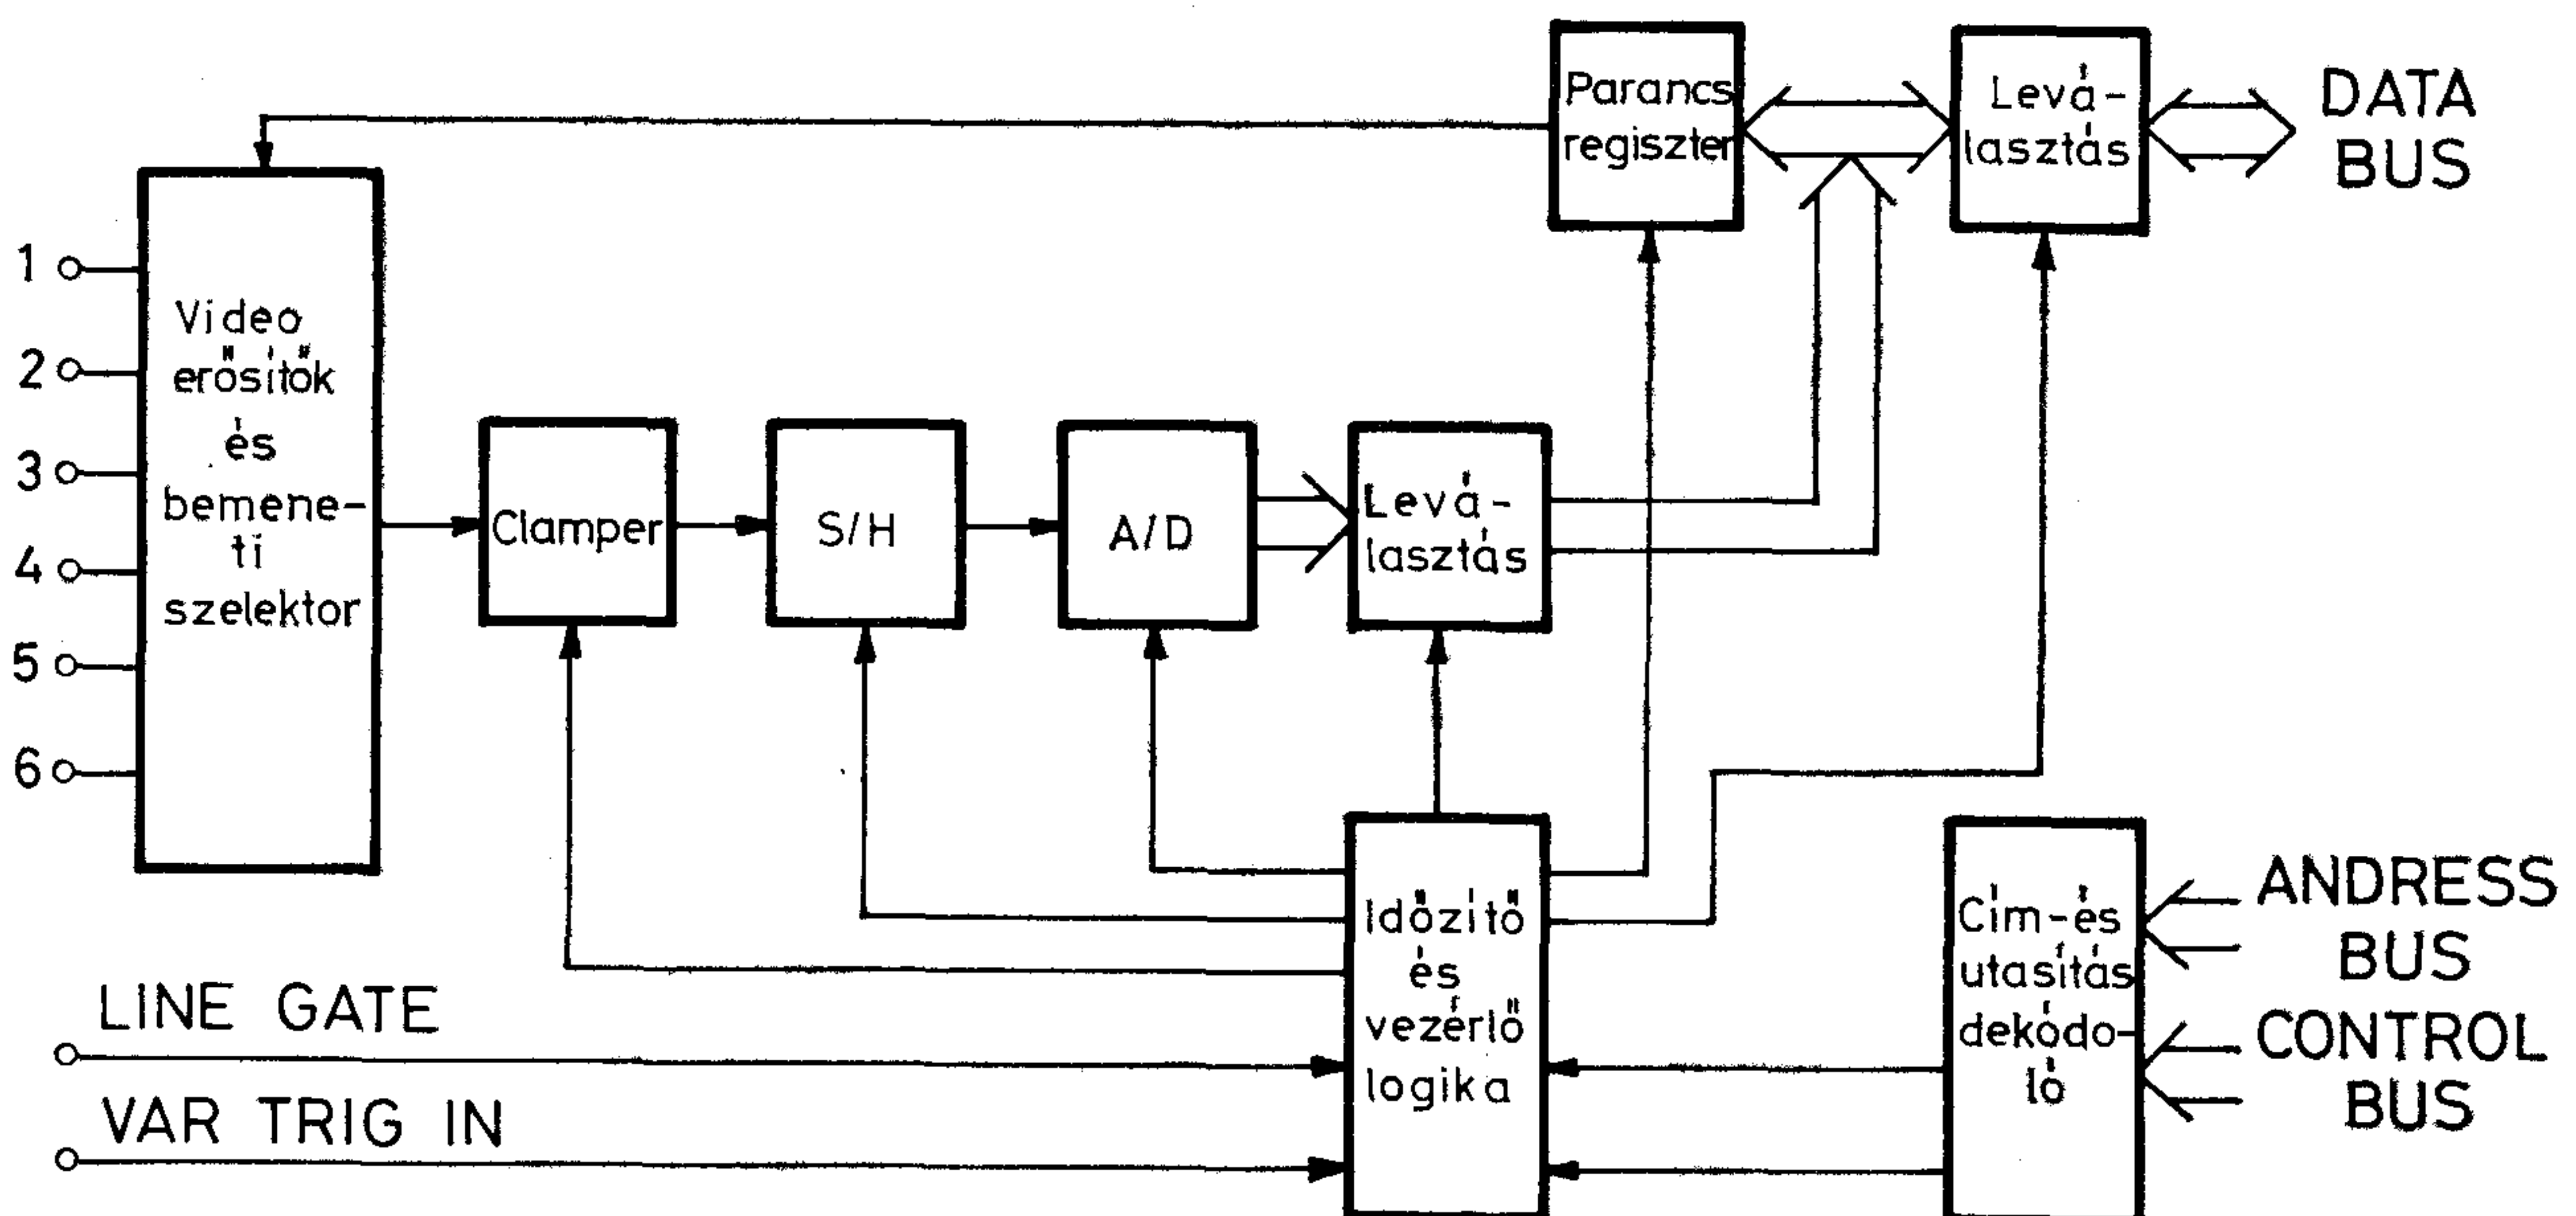 Parancs
regiszter
Levá-
lasztás
DATA
BUS
1
2
3
4
5
6
Video
erősítők
és
bemene-
ti
szelektor
Clamper
S/H
A/D
Levá-
lasztás
Időzítő
és
vezérlő
logika
Cím-és
utasítás
dekódo-
ló
ANDRESS
BUS
CONTROL
BUS
LINE GATE
VAR TRIG IN